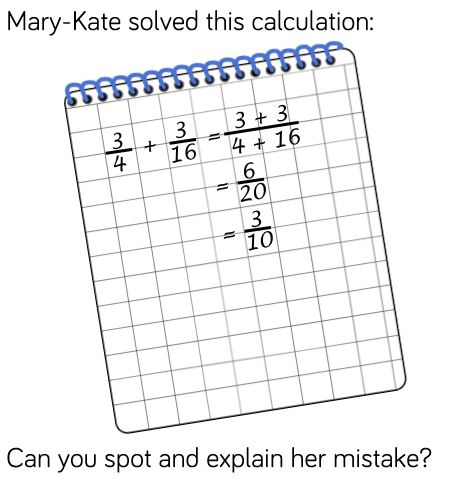 Mary-Kate solved this calculation:
3/4 + 3/16 = (3 + 3)/(4 + 16)
= 6/20
= 3/10
Can you spot and explain her mistake?